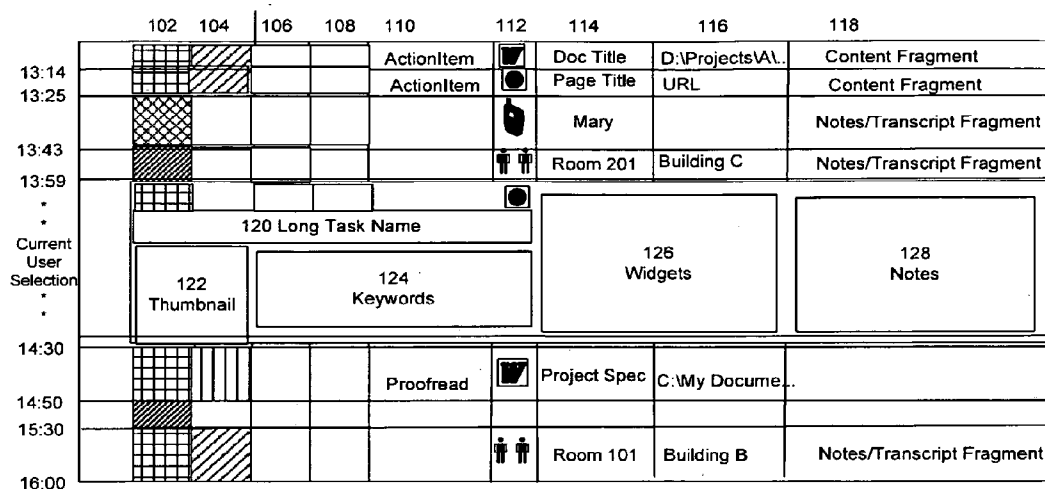 102 104 106 108 110 112 114 116 118
ActionItem W Doc Title D:\Projects\A\.. Content Fragment
13:14
ActionItem Page Title URL Content Fragment
13:25
Mary Notes/Transcript Fragment
13:43
Room 201 Building C Notes/Transcript Fragment
13:59
*
*
Current
User
Selection
*
*
120 Long Task Name
122
Thumbnail
124
Keywords
126
Widgets
128
Notes
14:30
Proofread W Project Spec C:\My Docume...
14:50
15:30
Room 101 Building B Notes/Transcript Fragment
16:00